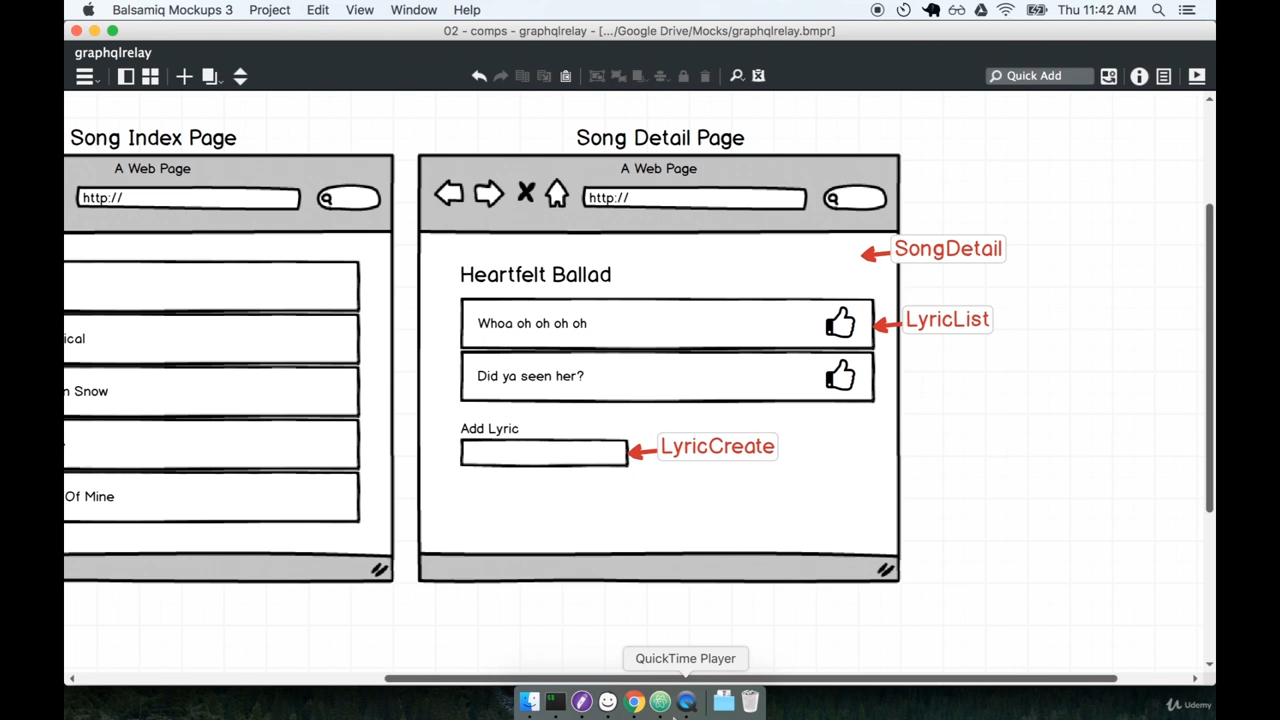 Balsamiq Mockups 3 Project Edit View Window Help Thu 11:42 AM
02 - comps - graphqlrelay - [.../Google Drive/Mocks/graphqlrelay.bmpr]
graphqlrelay
Quick Add
Song Index Page
Song Detail Page
A Web Page
A Web Page
http://
http://
SongDetail
Heartfelt Ballad
Whoa oh oh oh oh
LyricList
ical
Did ya seen her?
n Snow
Add Lyric
LyricCreate
Of Mine
QuickTime Player
Udemy